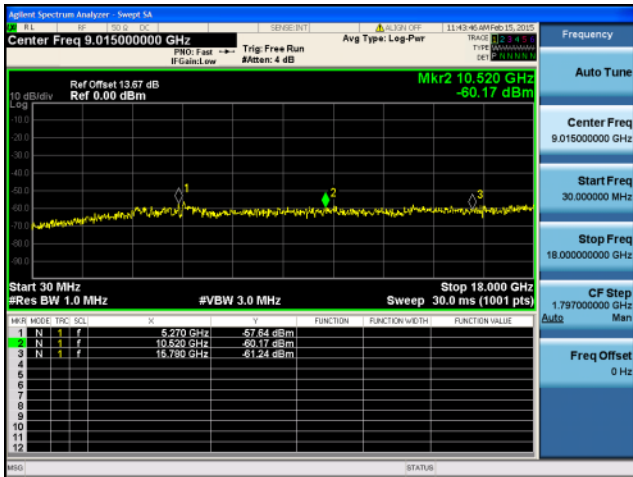 Agilent Spectrum Analyzer - Swept SA
RL RF 50 Ω DC SENSE:INT ALIGN OFF 11:43:46 AM Feb 15, 2015
Center Freq 9.015000000 GHz
PNO: Fast Trig: Free Run
IFGain:Low #Atten: 4 dB
Avg Type: Log-Pwr
TRACE 1 2 3 4 5 6
TYPE
DET P N N N N N
Ref Offset 13.67 dB
10 dB/div Ref 0.00 dBm
Mkr2 10.520 GHz
-60.17 dBm
Log
-10.0
-20.0
-30.0
-40.0
-50.0
-60.0
-70.0
-80.0
-90.0
1
2
3
Start 30 MHz Stop 18.000 GHz
#Res BW 1.0 MHz #VBW 3.0 MHz Sweep 30.0 ms (1001 pts)
MKR MODE TRC SCL X Y FUNCTION FUNCTION WIDTH FUNCTION VALUE
1 N 1 f 5.270 GHz -57.64 dBm
2 N 1 f 10.520 GHz -60.17 dBm
3 N 1 f 15.780 GHz -61.24 dBm
4
5
6
7
8
9
10
11
12
MSG STATUS
Frequency
Auto Tune
Center Freq
9.015000000 GHz
Start Freq
30.000000 MHz
Stop Freq
18.000000000 GHz
CF Step
1.797000000 GHz
Auto Man
Freq Offset
0 Hz